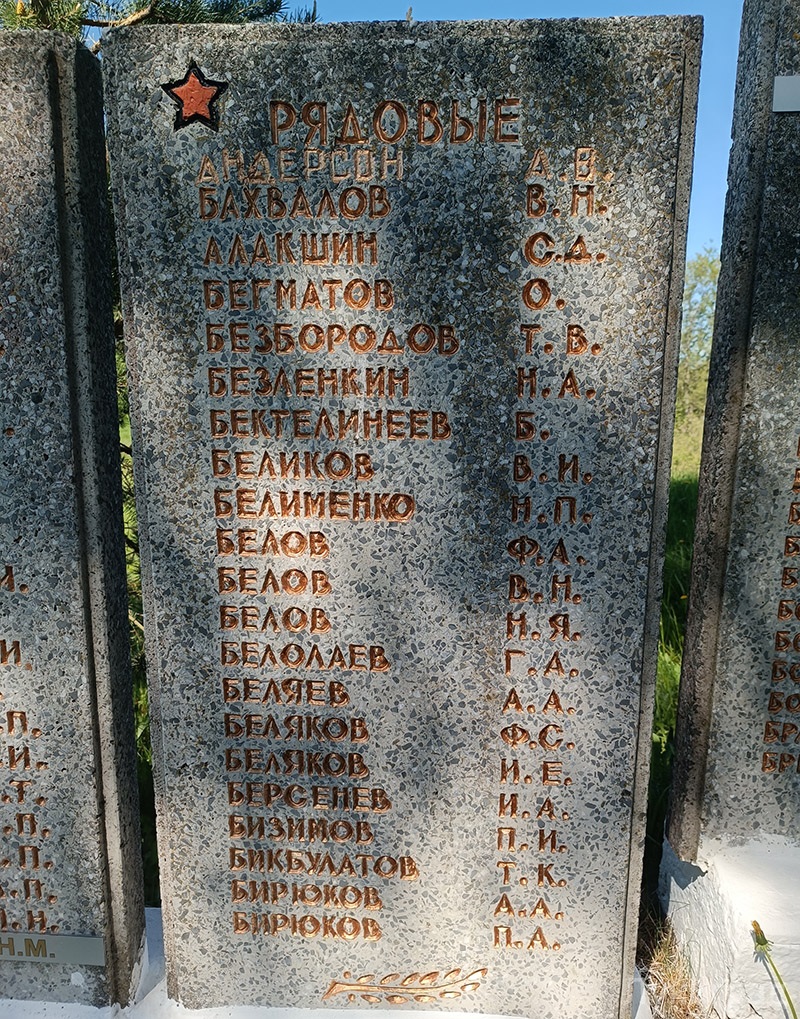 РЯДОВЫЕ
АНДЕРСОН А.В.
БАХВАЛОВ В.Н.
АЛАКШИН С.Д.
БЕГМАТОВ О.
БЕЗБОРОДОВ Т.В.
БЕЗЛЕНКИН Н.А.
БЕКТЕЛИНЕЕВ Б.
БЕЛИКОВ В.И.
БЕЛИМЕНКО Н.П.
БЕЛОВ Ф.А.
БЕЛОВ В.Н.
БЕЛОВ Н.Я.
БЕЛОЛАЕВ Г.А.
БЕЛЯЕВ А.А.
БЕЛЯКОВ Ф.С.
БЕЛЯКОВ И.Е.
БЕРСЕНЕВ И.А.
БИЗИМОВ П.И.
БИКБУЛАТОВ Т.К.
БИРЮКОВ А.А.
БИРЮКОВ П.А.
Н.М.